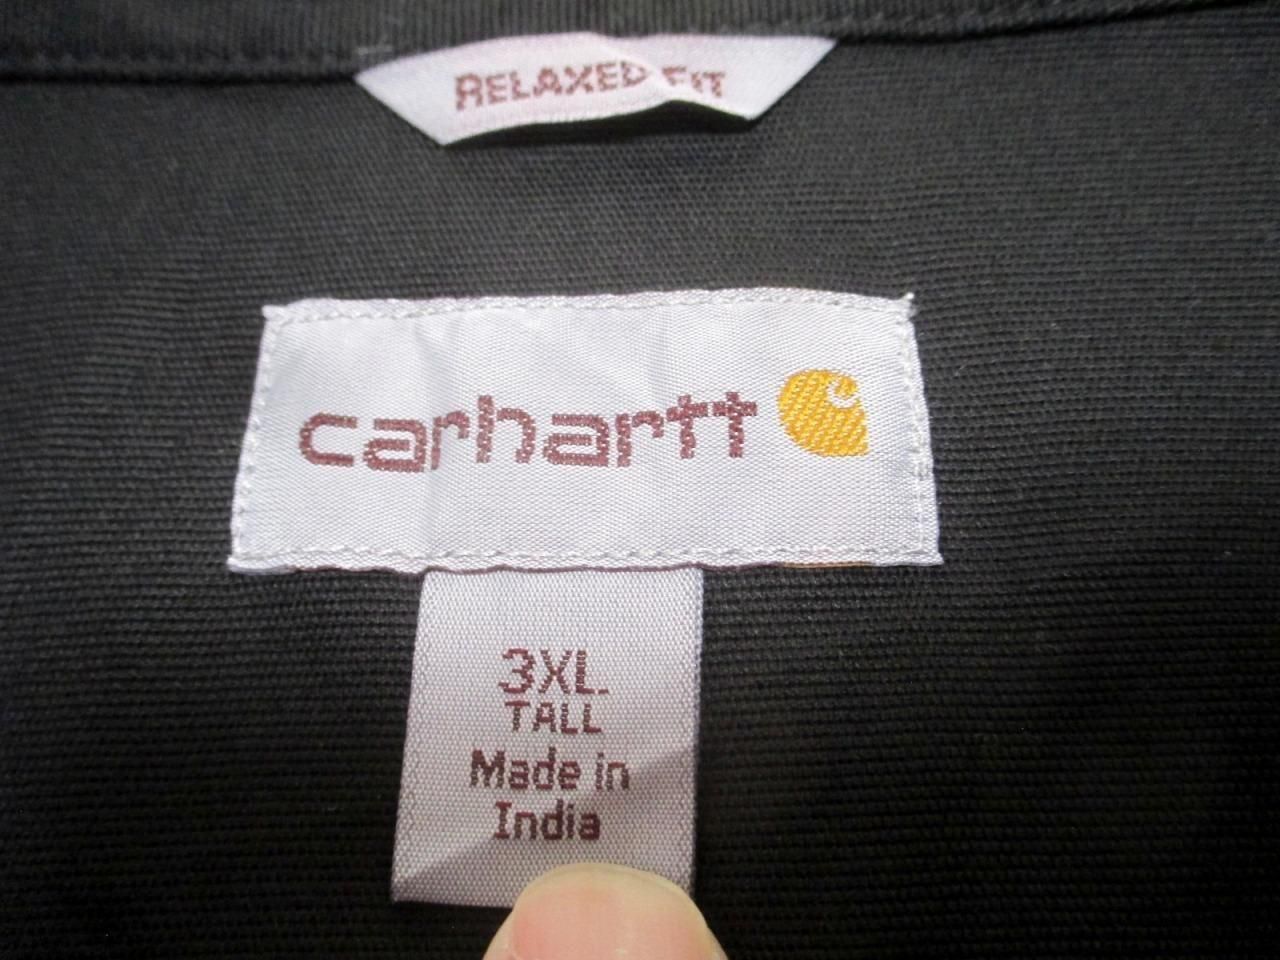 RELAXED FIT
carhartt
3XL
TALL
Made in
India